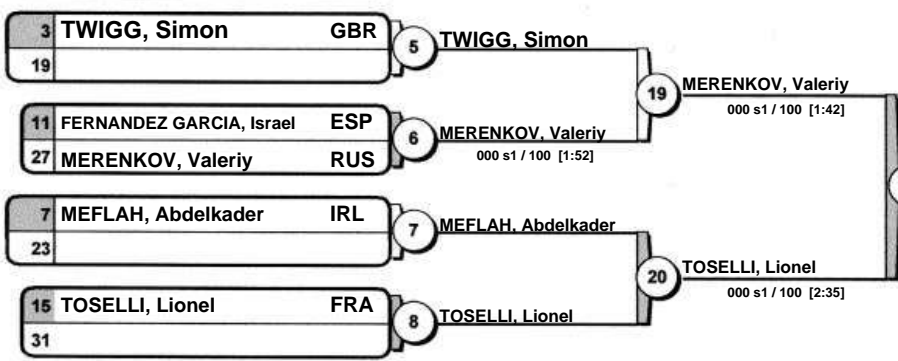 3 TWIGG, Simon GBR
19
5
TWIGG, Simon
11 FERNANDEZ GARCIA, Israel ESP
27 MERENKOV, Valeriy RUS
6
MERENKOV, Valeriy
000 s1 / 100 [1:52]
19
MERENKOV, Valeriy
000 s1 / 100 [1:42]
7 MEFLAH, Abdelkader IRL
23
7
MEFLAH, Abdelkader
15 TOSELLI, Lionel FRA
31
8
TOSELLI, Lionel
20
TOSELLI, Lionel
000 s1 / 100 [2:35]